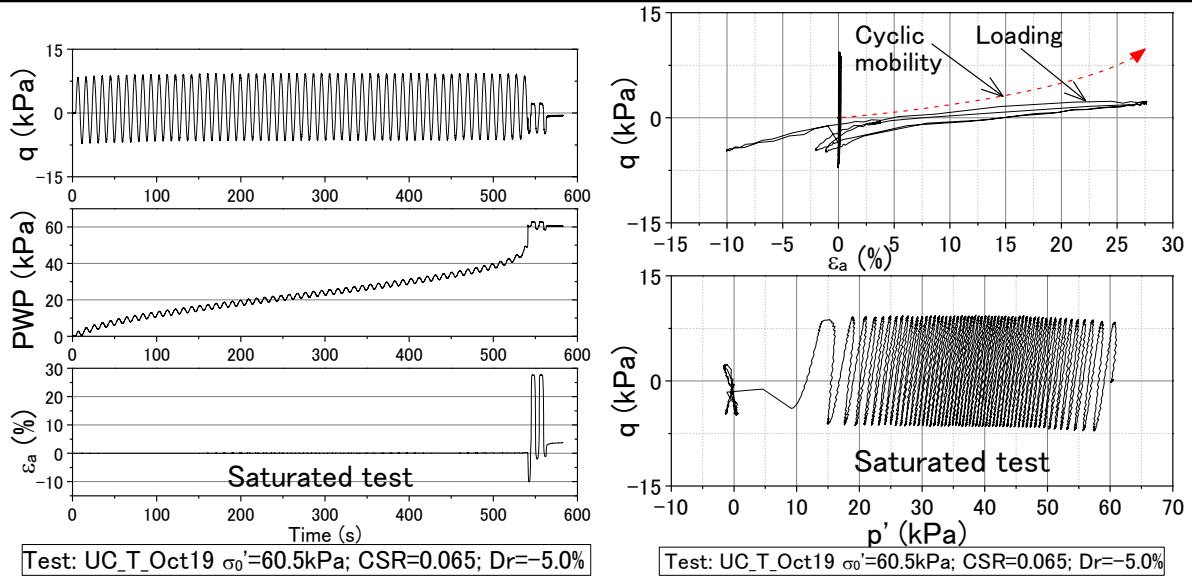 15
0
-15
q (kPa)
0 100 200 300 400 500 600
60
40
20
0
PWP (kPa)
0 100 200 300 400 500 600
30
20
10
0
-10
εa (%)
Saturated test
0 100 200 300 400 500 600
Time (s)
Test: UC_T_Oct19 σ0'=60.5kPa; CSR=0.065; Dr=-5.0%
15
0
-15
q (kPa)
Cyclic
mobility
Loading
-15 -10 -5 0 5 10 15 20 25 30
εa (%)
15
0
-15
q (kPa)
Saturated test
-10 0 10 20 30 40 50 60 70
p' (kPa)
Test: UC_T_Oct19 σ0'=60.5kPa; CSR=0.065; Dr=-5.0%